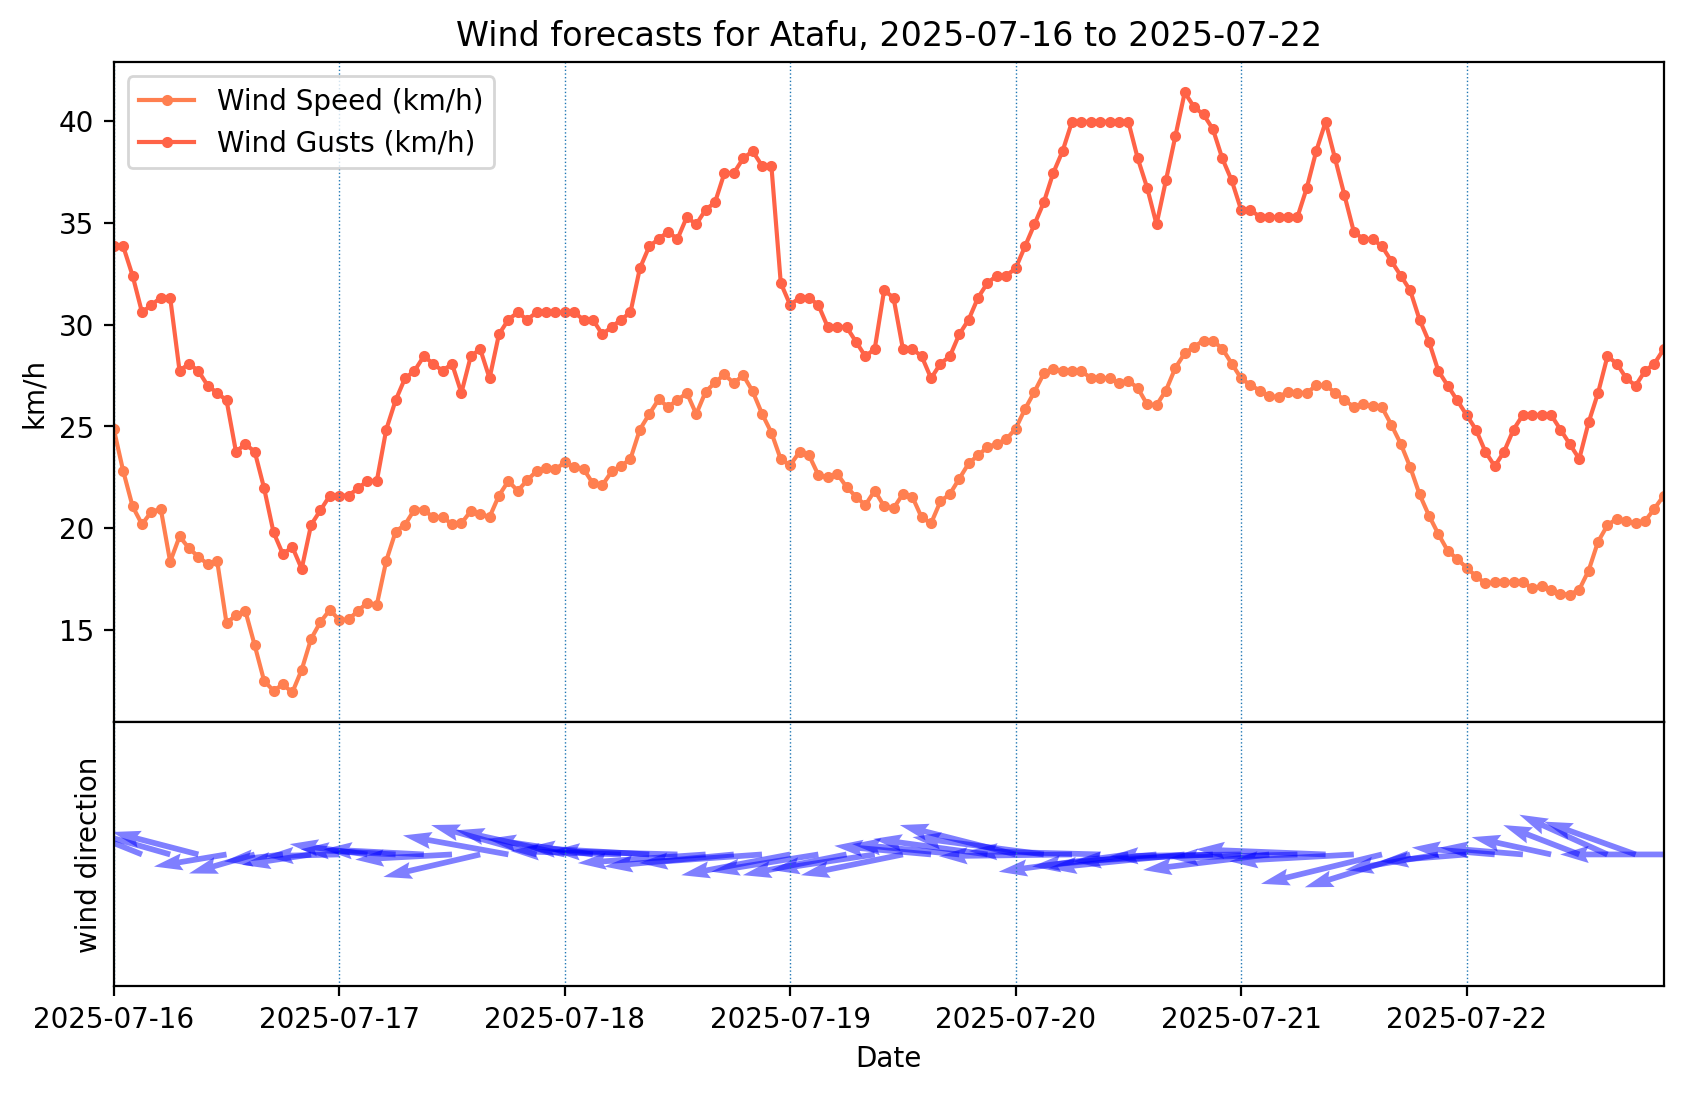 Wind forecasts for Atafu, 2025-07-16 to 2025-07-22
Wind Speed (km/h)
Wind Gusts (km/h)
40
35
30
25
20
15
km/h
wind direction
2025-07-16
2025-07-17
2025-07-18
2025-07-19
2025-07-20
2025-07-21
2025-07-22
Date